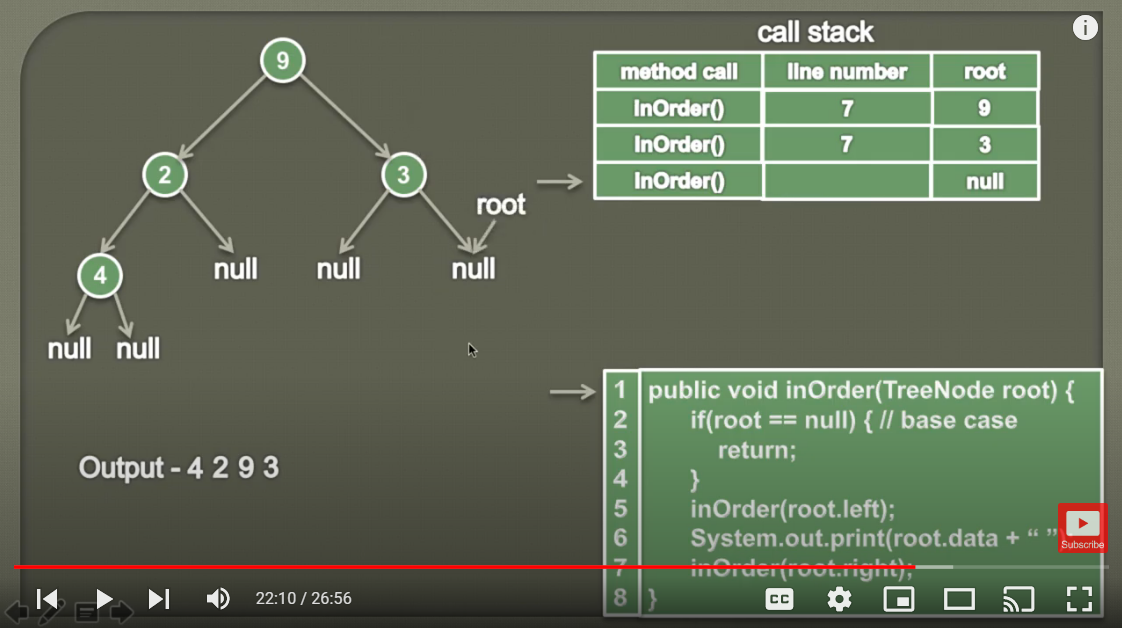 call stack
method call line number root
InOrder() 7 9
InOrder() 7 3
InOrder() null
9
2 3
root
4 null null null
null null
Output - 4 2 9 3
1 public void inOrder(TreeNode root) {
2 if(root == null) { // base case
3 return;
4 }
5 inOrder(root.left);
6 System.out.print(root.data + “ ”)
7 inOrder(root.right);
8 }
Subscribe
22:10 / 26:56
CC
i